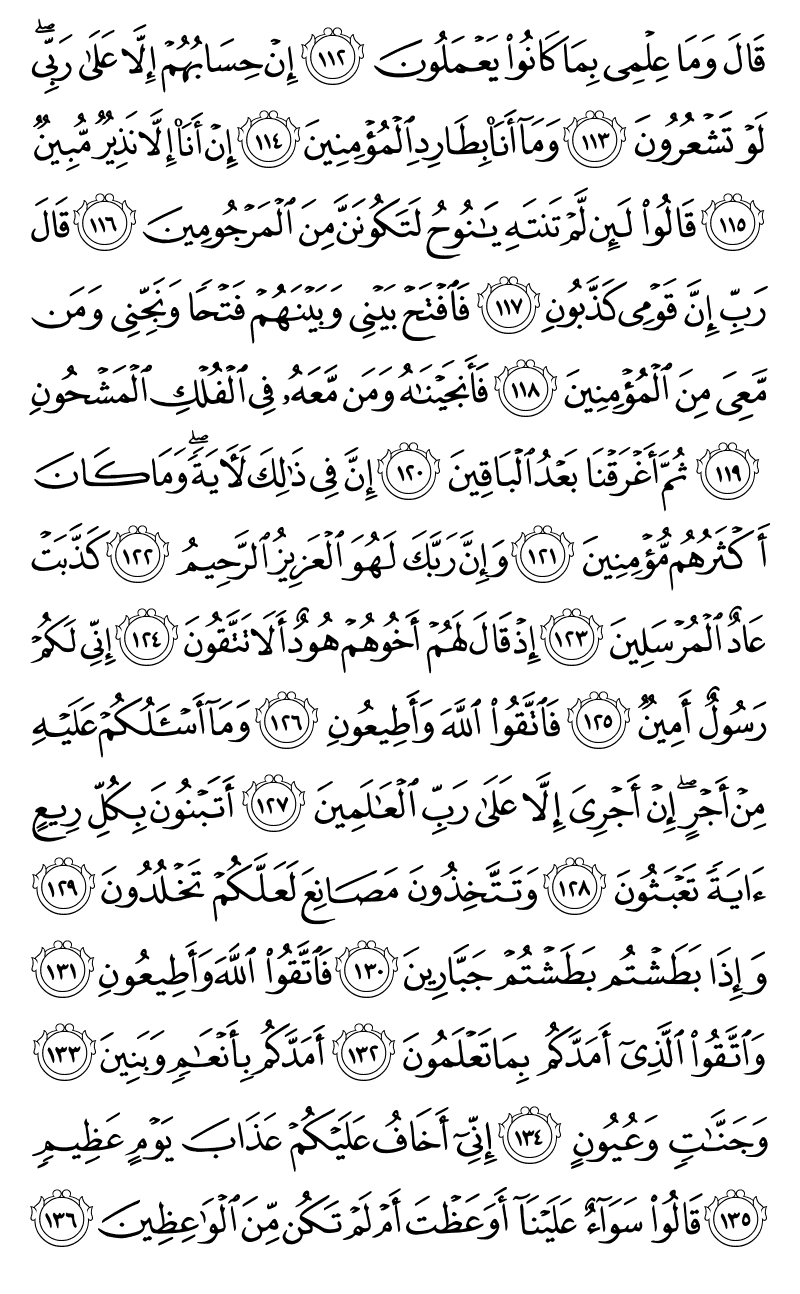 قَالَ وَمَا عِلۡمِي بِمَا كَانُواْ يَعۡمَلُونَ ١١٢ إِنۡ حِسَابُهُمۡ إِلَّا عَلَىٰ رَبِّيۖ
لَوۡ تَشۡعُرُونَ ١١٣ وَمَآ أَنَا۠ بِطَارِدِ ٱلۡمُؤۡمِنِينَ ١١٤ إِنۡ أَنَا۠ إِلَّا نَذِيرٞ مُّبِينٞ
١١٥ قَالُواْ لَئِن لَّمۡ تَنتَهِ يَٰنُوحُ لَتَكُونَنَّ مِنَ ٱلۡمَرۡجُومِينَ ١١٦ قَالَ
رَبِّ إِنَّ قَوۡمِي كَذَّبُونِ ١١٧ فَٱفۡتَحۡ بَيۡنِي وَبَيۡنَهُمۡ فَتۡحٗا وَنَجِّنِي وَمَن
مَّعِيَ مِنَ ٱلۡمُؤۡمِنِينَ ١١٨ فَأَنجَيۡنَٰهُ وَمَن مَّعَهُۥ فِي ٱلۡفُلۡكِ ٱلۡمَشۡحُونِ
١١٩ ثُمَّ أَغۡرَقۡنَا بَعۡدُ ٱلۡبَاقِينَ ١٢٠ إِنَّ فِي ذَٰلِكَ لَأٓيَةٗۖ وَمَا كَانَ
أَكۡثَرُهُم مُّؤۡمِنِينَ ١٢١ وَإِنَّ رَبَّكَ لَهُوَ ٱلۡعَزِيزُ ٱلرَّحِيمُ ١٢٢ كَذَّبَتۡ
عَادٌ ٱلۡمُرۡسَلِينَ ١٢٣ إِذۡ قَالَ لَهُمۡ أَخُوهُمۡ هُودٌ أَلَا تَتَّقُونَ ١٢٤ إِنِّي لَكُمۡ
رَسُولٌ أَمِينٞ ١٢٥ فَٱتَّقُواْ ٱللَّهَ وَأَطِيعُونِ ١٢٦ وَمَآ أَسۡـَٔلُكُمۡ عَلَيۡهِ
مِنۡ أَجۡرٍۖ إِنۡ أَجۡرِيَ إِلَّا عَلَىٰ رَبِّ ٱلۡعَٰلَمِينَ ١٢٧ أَتَبۡنُونَ بِكُلِّ رِيعٍ
ءَايَةٗ تَعۡبَثُونَ ١٢٨ وَتَتَّخِذُونَ مَصَانِعَ لَعَلَّكُمۡ تَخۡلُدُونَ ١٢٩
وَإِذَا بَطَشۡتُم بَطَشۡتُمۡ جَبَّارِينَ ١٣٠ فَٱتَّقُواْ ٱللَّهَ وَأَطِيعُونِ ١٣١
وَٱتَّقُواْ ٱلَّذِيٓ أَمَدَّكُم بِمَا تَعۡلَمُونَ ١٣٢ أَمَدَّكُم بِأَنۡعَٰمٖ وَبَنِينَ ١٣٣
وَجَنَّٰتٖ وَعُيُونٍ ١٣٤ إِنِّيٓ أَخَافُ عَلَيۡكُمۡ عَذَابَ يَوۡمٍ عَظِيمٖ
١٣٥ قَالُواْ سَوَآءٌ عَلَيۡنَآ أَوَعَظۡتَ أَمۡ لَمۡ تَكُن مِّنَ ٱلۡوَٰعِظِينَ ١٣٦